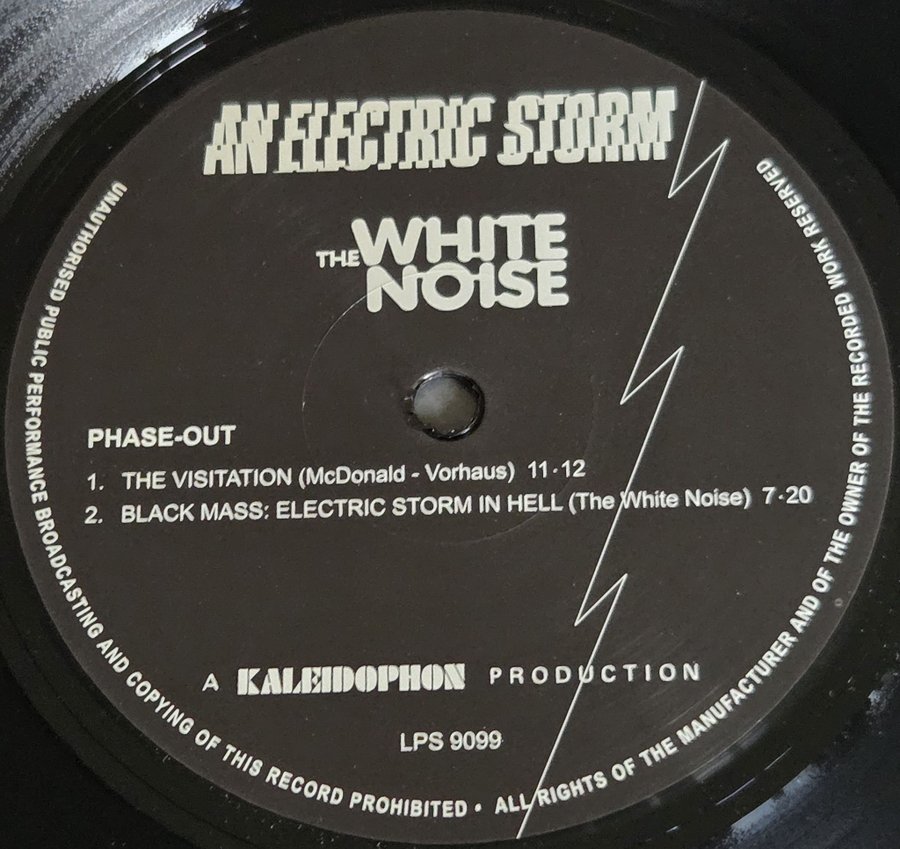 AN ELECTRIC STORM
THE WHITE
NOISE
PHASE-OUT
1. THE VISITATION (McDonald - Vorhaus) 11·12
2. BLACK MASS: ELECTRIC STORM IN HELL (The White Noise) 7·20
A KALEIDOPHON PRODUCTION
LPS 9099
UNAUTHORISED PUBLIC PERFORMANCE BROADCASTING AND COPYING OF THIS RECORD PROHIBITED • ALL RIGHTS OF THE MANUFACTURER AND OF THE OWNER OF THE RECORDED WORK RESERVED